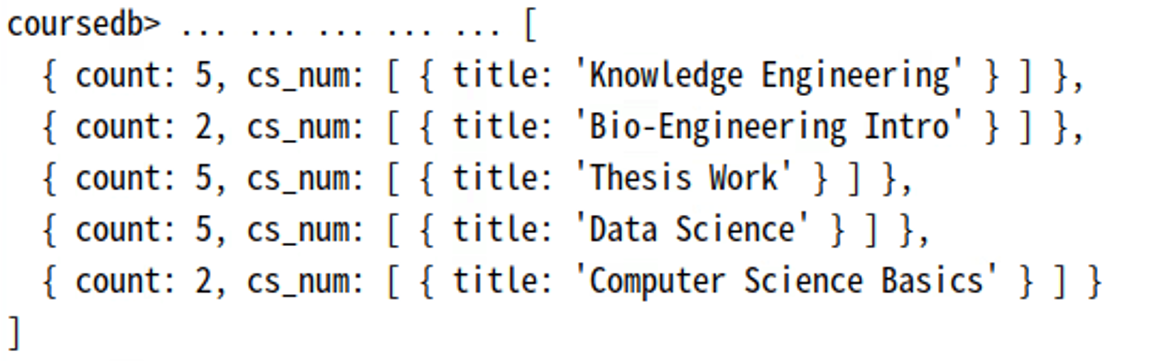 coursedb> ... ... ... ... ... [
  { count: 5, cs_num: [ { title: 'Knowledge Engineering' } ] },
  { count: 2, cs_num: [ { title: 'Bio-Engineering Intro' } ] },
  { count: 5, cs_num: [ { title: 'Thesis Work' } ] },
  { count: 5, cs_num: [ { title: 'Data Science' } ] },
  { count: 2, cs_num: [ { title: 'Computer Science Basics' } ] }
]